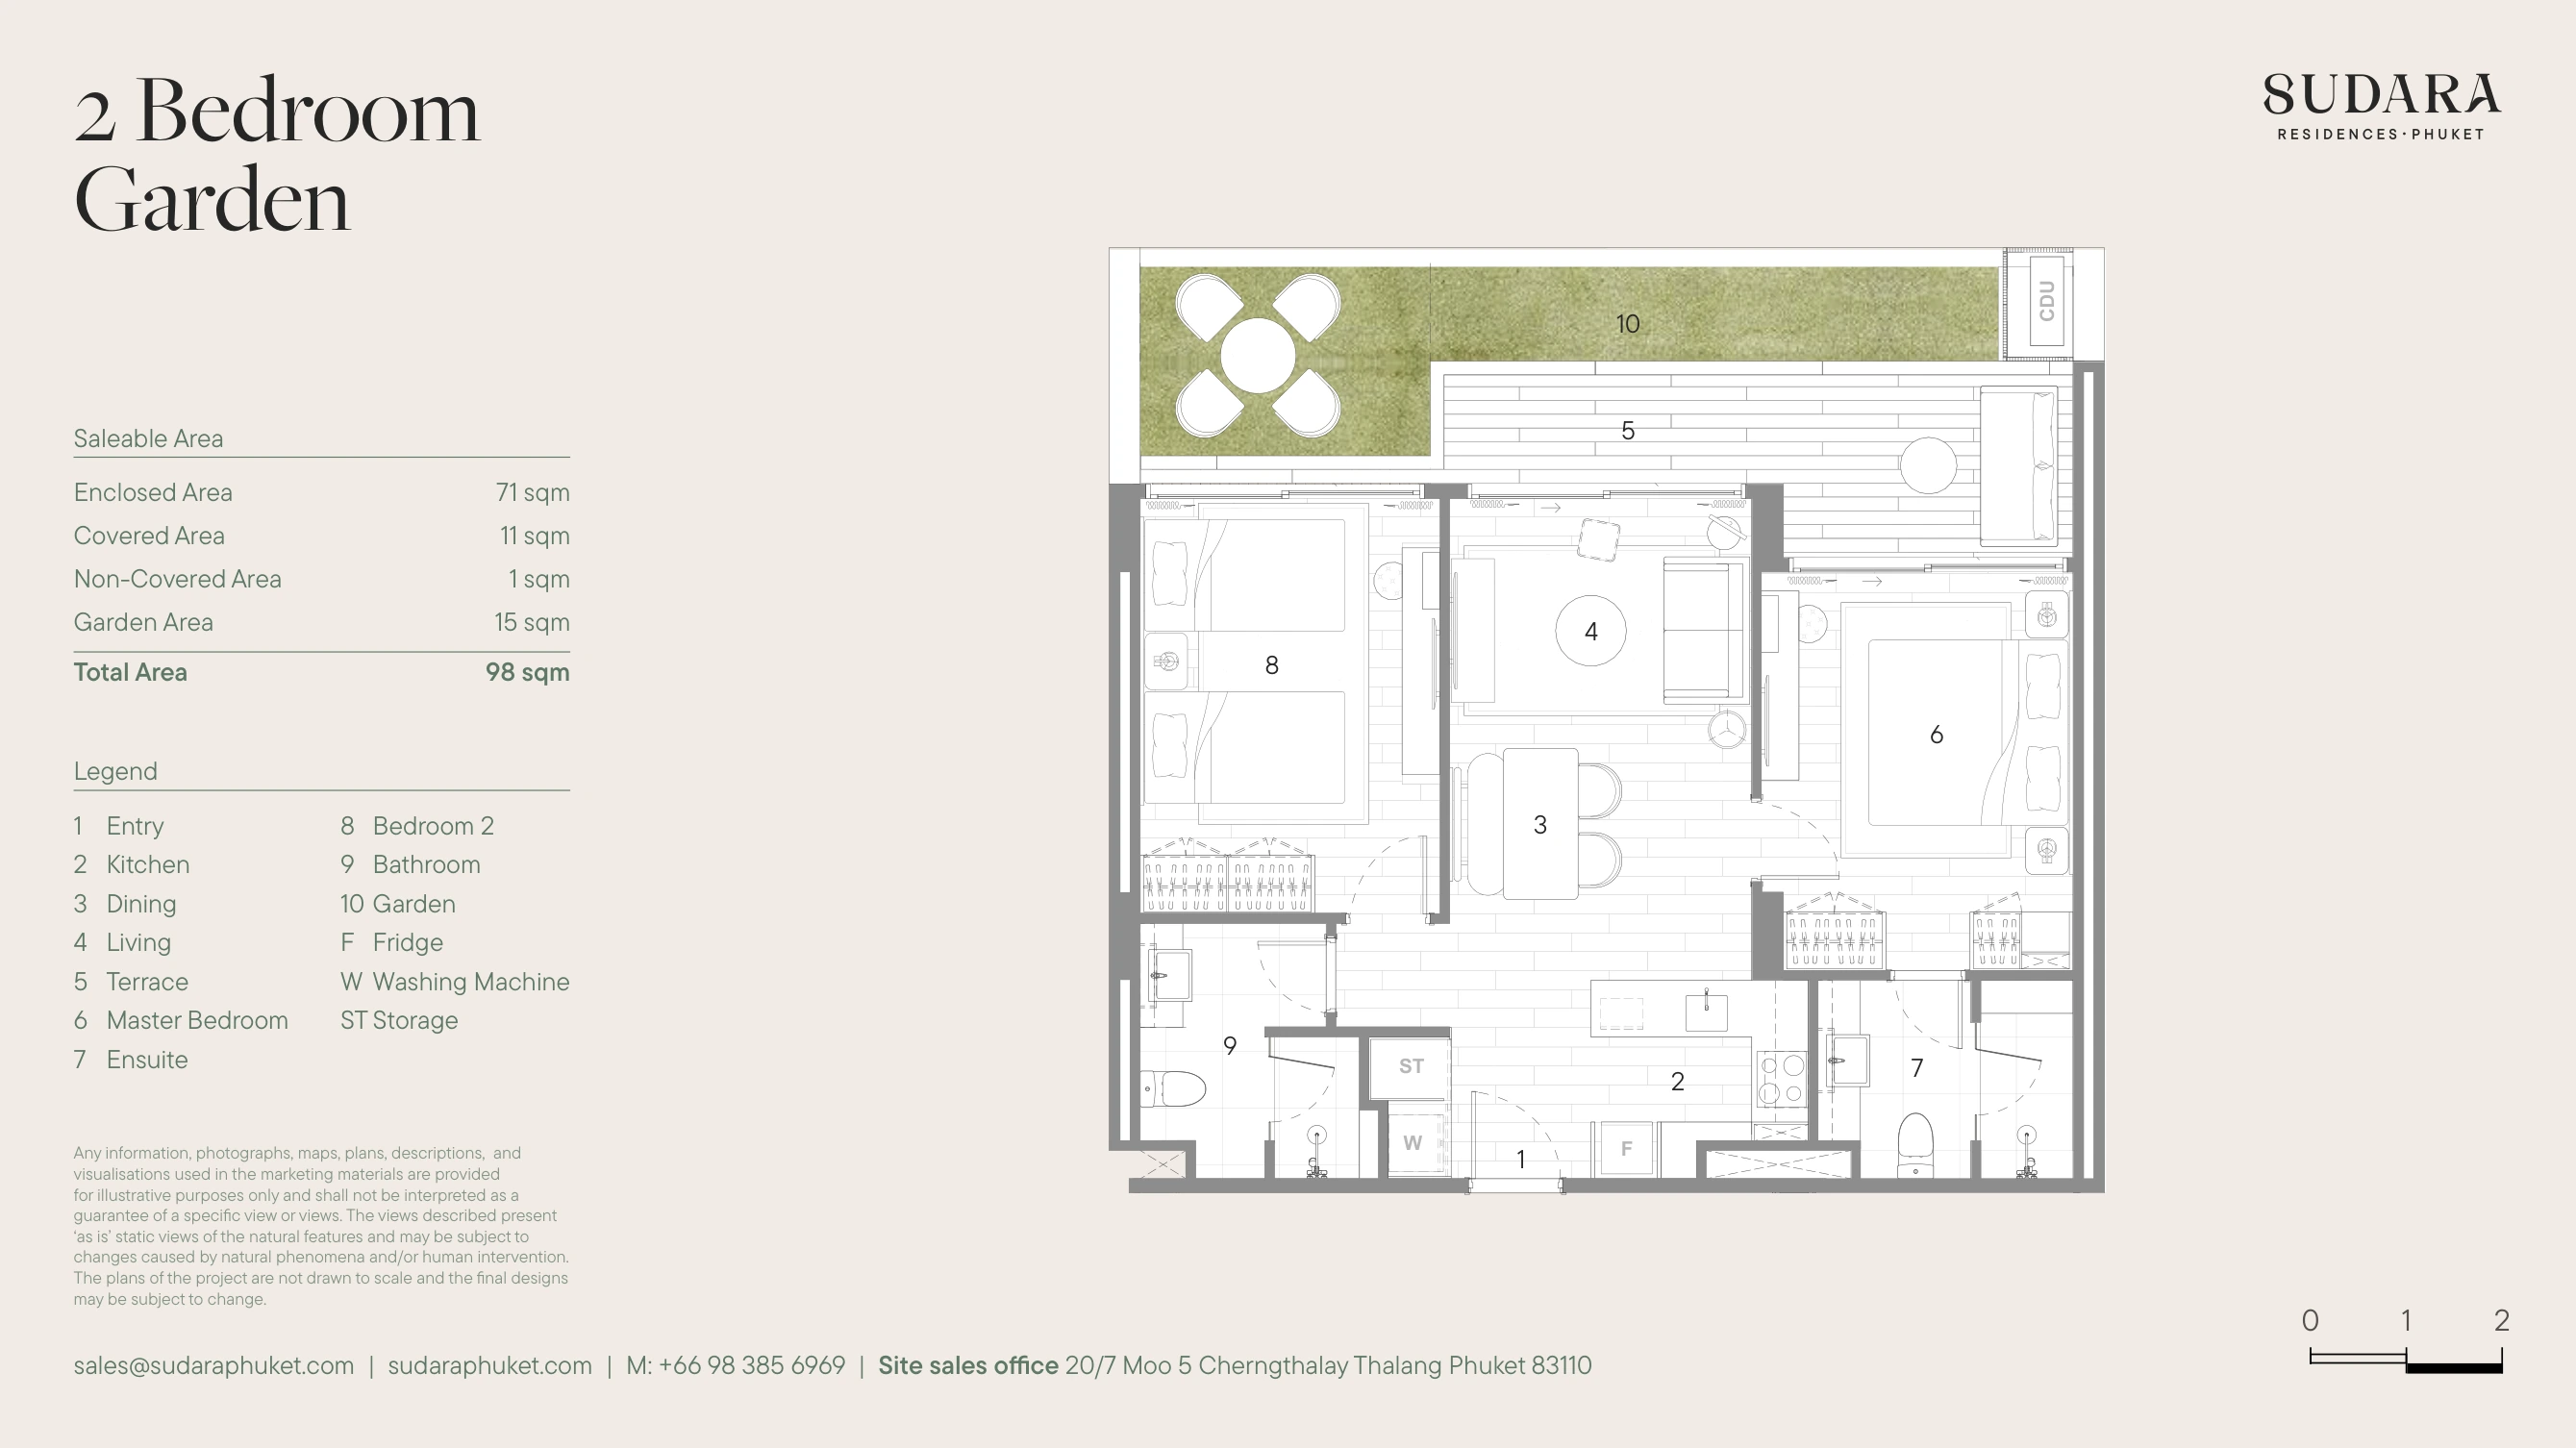 2 Bedroom
Garden
SUDARA
RESIDENCES·PHUKET
Saleable Area
Enclosed Area 71 sqm
Covered Area 11 sqm
Non-Covered Area 1 sqm
Garden Area 15 sqm
Total Area 98 sqm
Legend
1 Entry
2 Kitchen
3 Dining
4 Living
5 Terrace
6 Master Bedroom
7 Ensuite
8 Bedroom 2
9 Bathroom
10 Garden
F Fridge
W Washing Machine
ST Storage
Any information, photographs, maps, plans, descriptions, and
visualisations used in the marketing materials are provided
for illustrative purposes only and shall not be interpreted as a
guarantee of a specific view or views. The views described present
‘as is’ static views of the natural features and may be subject to
changes caused by natural phenomena and/or human intervention.
The plans of the project are not drawn to scale and the final designs
may be subject to change.
CDU
10
5
4
8
6
3
9
ST
2
7
W
1
F
0 1 2
sales@sudaraphuket.com | sudaraphuket.com | M: +66 98 385 6969 | Site sales office 20/7 Moo 5 Cherngthalay Thalang Phuket 83110